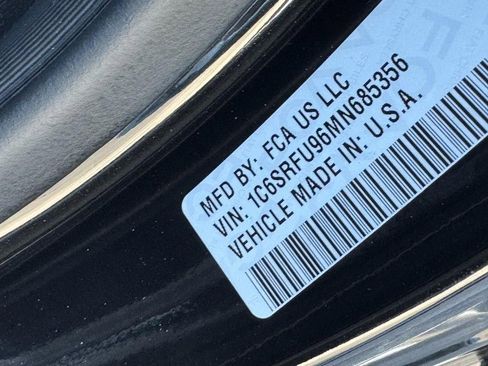 MFD BY: FCA US LLC
VIN: 1C6SRFU96MN685356
VEHICLE MADE IN: U.S.A.